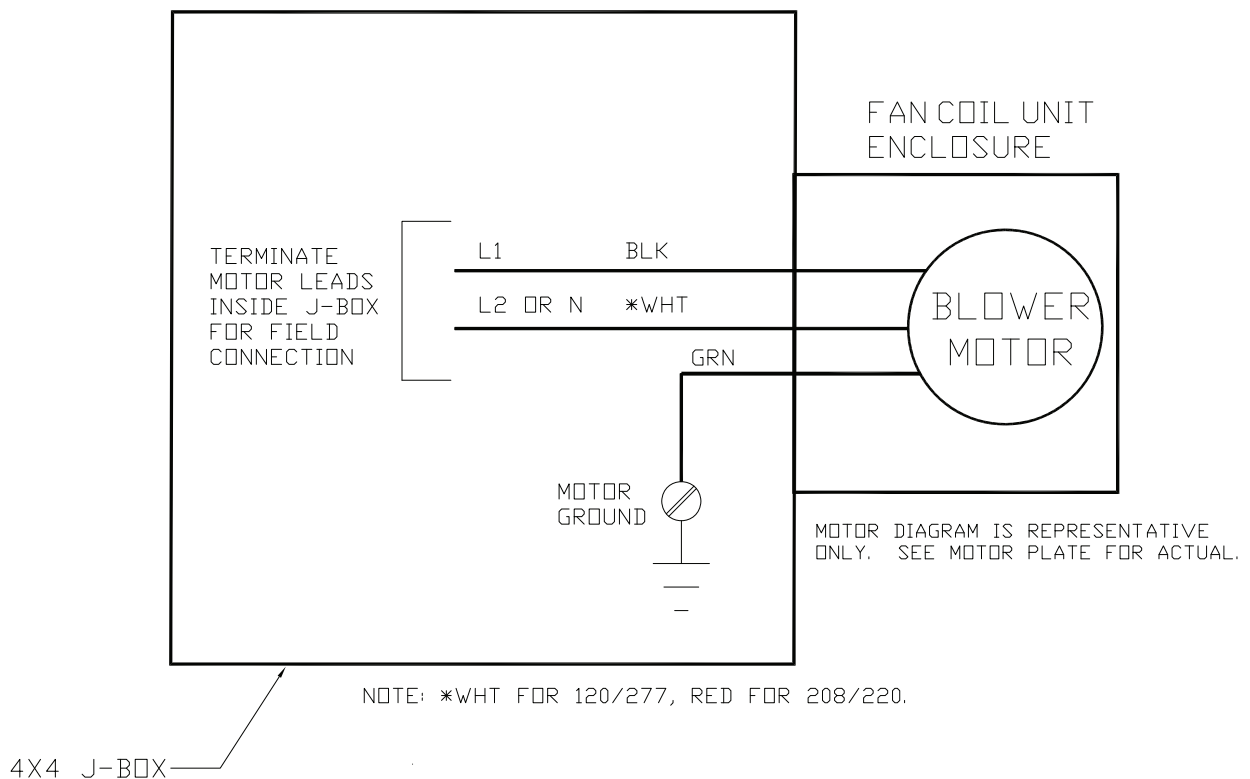 FAN COIL UNIT
ENCLOSURE
TERMINATE
MOTOR LEADS
INSIDE J-BOX
FOR FIELD
CONNECTION
L1 BLK
L2 OR N *WHT
GRN
BLOWER
MOTOR
MOTOR
GROUND
MOTOR DIAGRAM IS REPRESENTATIVE
ONLY. SEE MOTOR PLATE FOR ACTUAL.
NOTE: *WHT FOR 120/277, RED FOR 208/220.
4X4 J-BOX